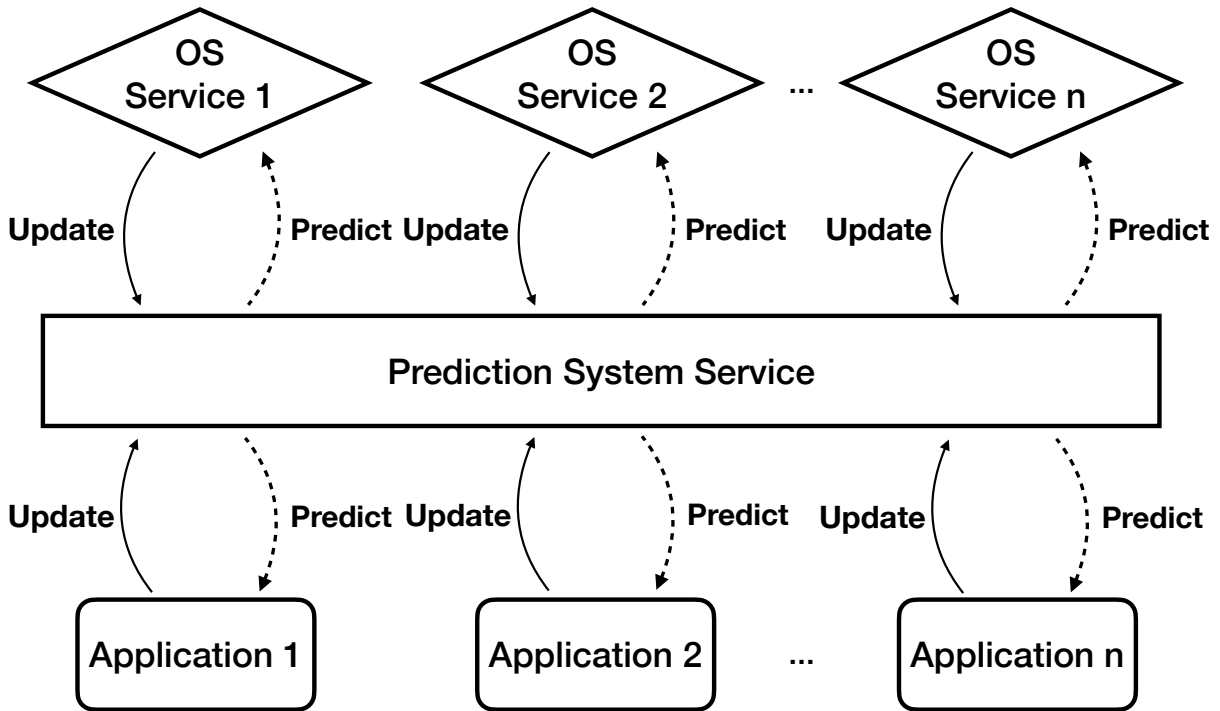 OS
Service 1
OS
Service 2
...
OS
Service n
Update
Predict
Update
Predict
Update
Predict
Prediction System Service
Update
Predict
Update
Predict
Update
Predict
Application 1
Application 2
...
Application n